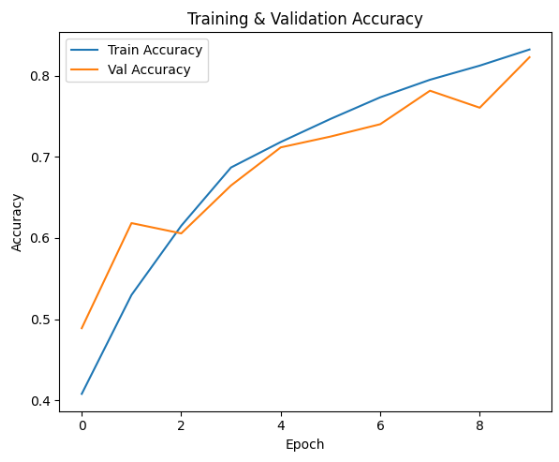 Training & Validation Accuracy
Train Accuracy
Val Accuracy
Accuracy
0.8
0.7
0.6
0.5
0.4
0 2 4 6 8
Epoch